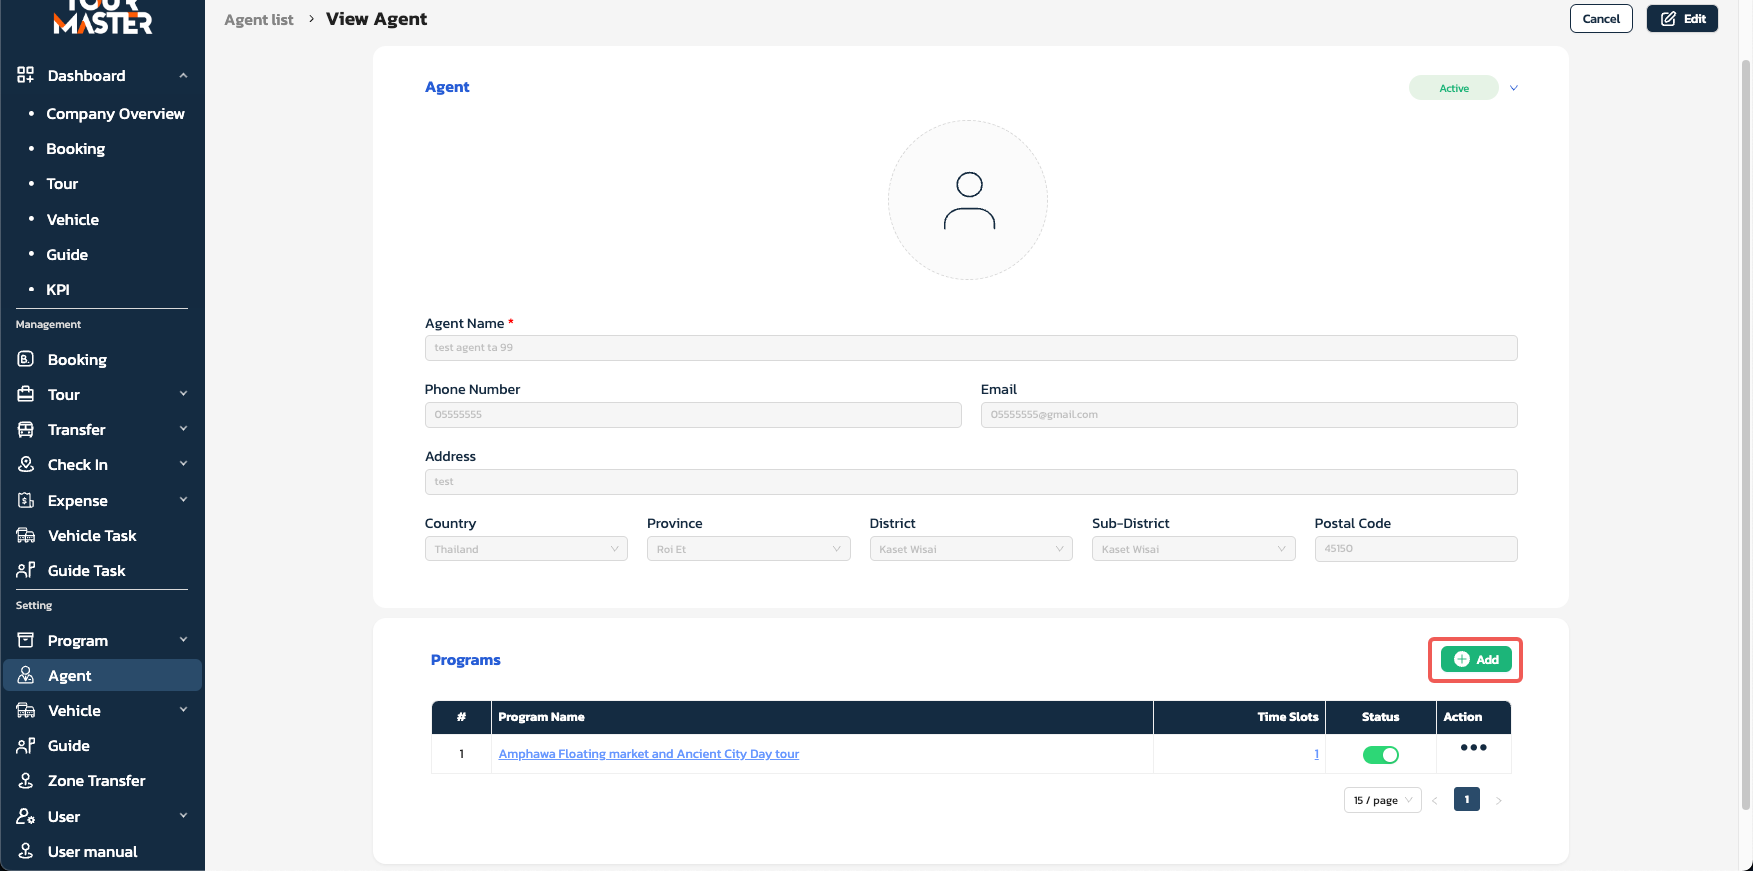 TOUR
MASTER
Agent list > View Agent
Cancel
Edit
Dashboard
• Company Overview
• Booking
• Tour
• Vehicle
• Guide
• KPI
Management
Booking
Tour
Transfer
Check In
Expense
Vehicle Task
Guide Task
Setting
Program
Agent
Vehicle
Guide
Zone Transfer
User
User manual
Agent
Active
Agent Name *
test agent ta 99
Phone Number Email
05555555 05555555@gmail.com
Address
test
Country Province District Sub-District Postal Code
Thailand Roi Et Kaset Wisai Kaset Wisai 45150
Programs
Add
# Program Name Time Slots Status Action
1 Amphawa Floating market and Ancient City Day tour 1 •••
15 / page < 1 >